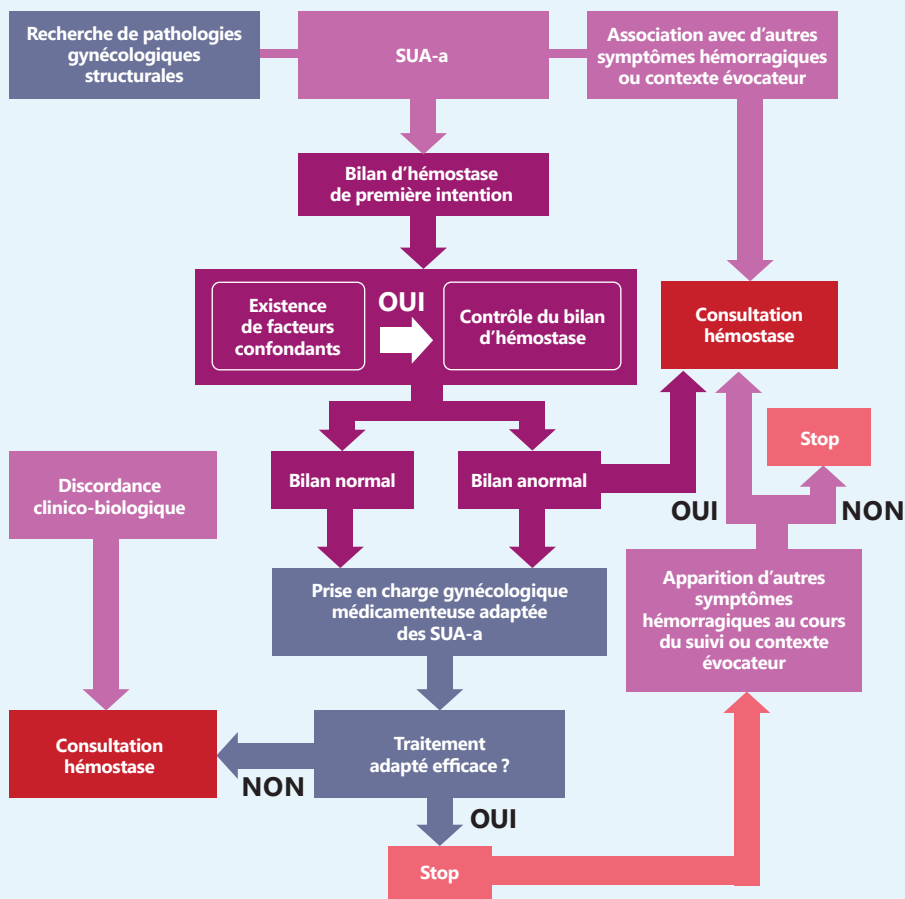 Recherche de pathologies
gynécologiques
structurales
SUA-a
Association avec d'autres
symptômes hémorragiques
ou contexte évocateur
Bilan d'hémostase
de première intention
Existence
de facteurs
confondants
OUI
Contrôle du bilan
d'hémostase
Consultation
hémostase
Stop
Bilan normal
Bilan anormal
Discordance
clinico-biologique
OUI
NON
Prise en charge gynécologique
médicamenteuse adaptée
des SUA-a
Apparition d'autres
symptômes
hémorragiques au cours
du suivi ou contexte
évocateur
Consultation
hémostase
Traitement
adapté efficace ?
NON
OUI
Stop